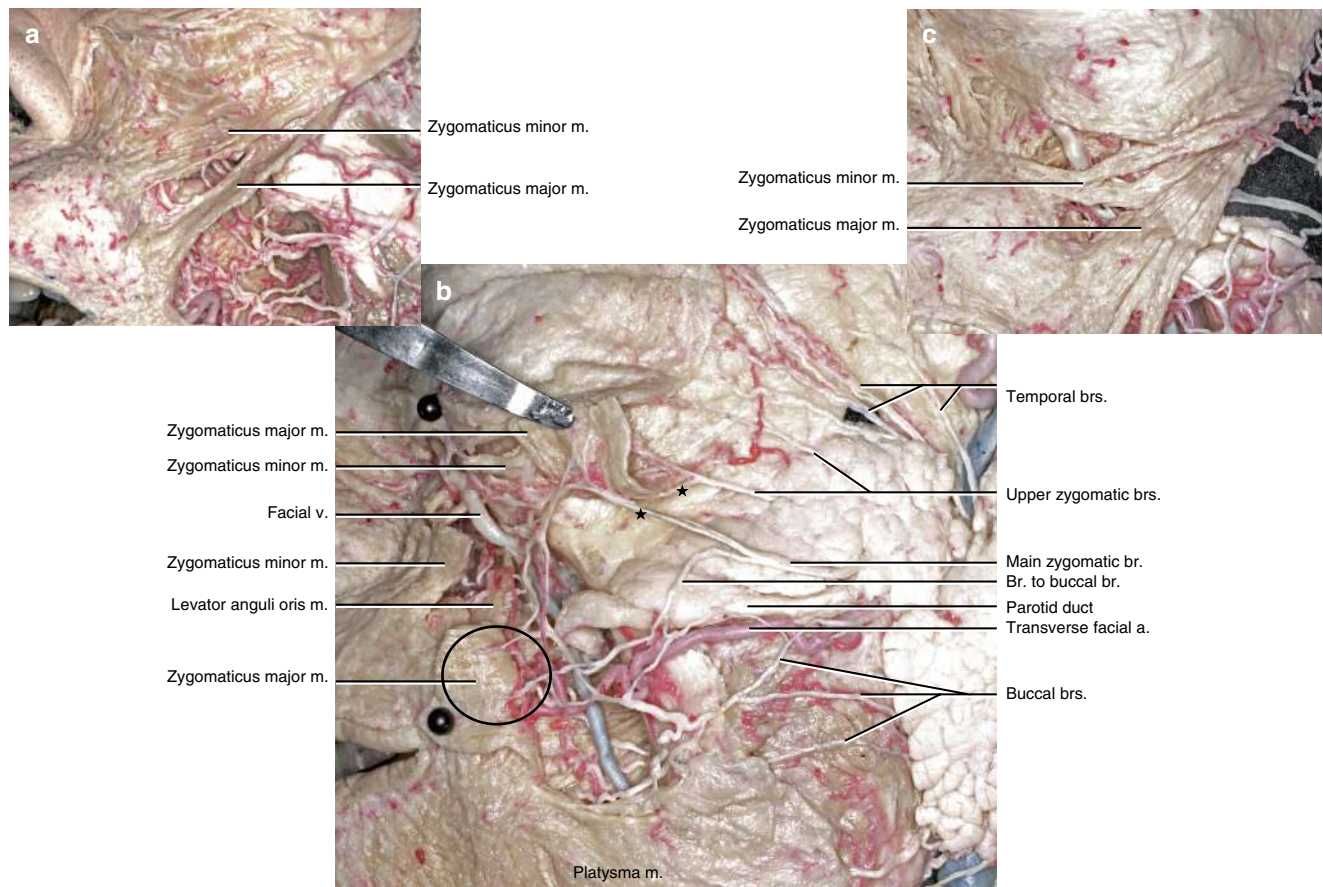 a
Zygomaticus minor m.
Zygomaticus major m.
c
Zygomaticus minor m.
Zygomaticus major m.
b
Zygomaticus major m.
Zygomaticus minor m.
Facial v.
Zygomaticus minor m.
Levator anguli oris m.
Zygomaticus major m.
Temporal brs.
Upper zygomatic brs.
Main zygomatic br.
Br. to buccal br.
Parotid duct
Transverse facial a.
Buccal brs.
Platysma m.